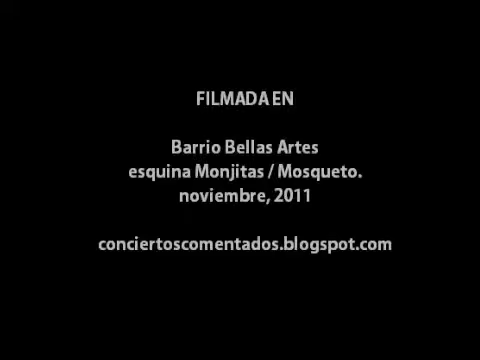 FILMADA EN
Barrio Bellas Artes
esquina Monjitas / Mosqueto.
noviembre, 2011
conciertoscomentados.blogspot.com